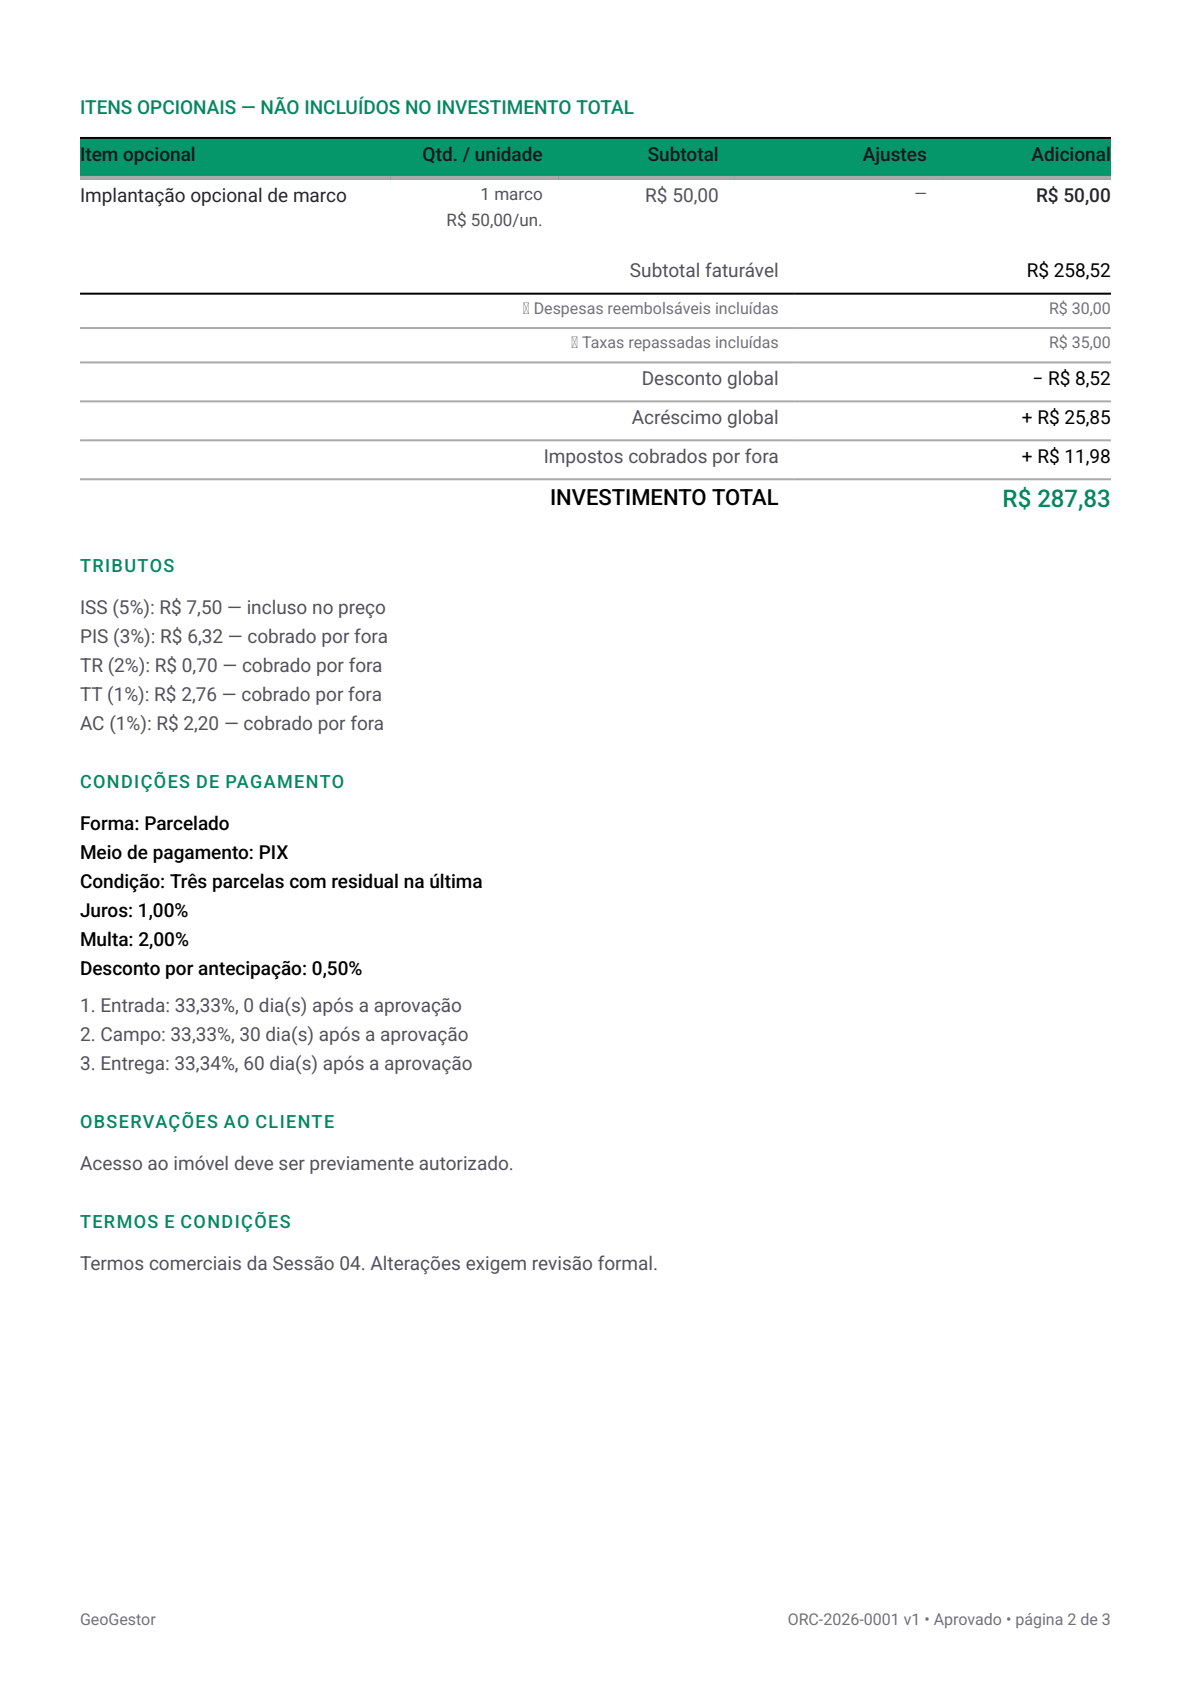 ITENS OPCIONAIS — NÃO INCLUÍDOS NO INVESTIMENTO TOTAL
Item opcional Qtd. / unidade Subtotal Ajustes Adicional
Implantação opcional de marco 1 marco R$ 50,00 — R$ 50,00
R$ 50,00/un.
Subtotal faturável R$ 258,52
Despesas reembolsáveis incluídas R$ 30,00
Taxas repassadas incluídas R$ 35,00
Desconto global − R$ 8,52
Acréscimo global + R$ 25,85
Impostos cobrados por fora + R$ 11,98
INVESTIMENTO TOTAL R$ 287,83
TRIBUTOS
ISS (5%): R$ 7,50 — incluso no preço
PIS (3%): R$ 6,32 — cobrado por fora
TR (2%): R$ 0,70 — cobrado por fora
TT (1%): R$ 2,76 — cobrado por fora
AC (1%): R$ 2,20 — cobrado por fora
CONDIÇÕES DE PAGAMENTO
Forma: Parcelado
Meio de pagamento: PIX
Condição: Três parcelas com residual na última
Juros: 1,00%
Multa: 2,00%
Desconto por antecipação: 0,50%
1. Entrada: 33,33%, 0 dia(s) após a aprovação
2. Campo: 33,33%, 30 dia(s) após a aprovação
3. Entrega: 33,34%, 60 dia(s) após a aprovação
OBSERVAÇÕES AO CLIENTE
Acesso ao imóvel deve ser previamente autorizado.
TERMOS E CONDIÇÕES
Termos comerciais da Sessão 04. Alterações exigem revisão formal.
GeoGestor ORC-2026-0001 v1 • Aprovado • página 2 de 3